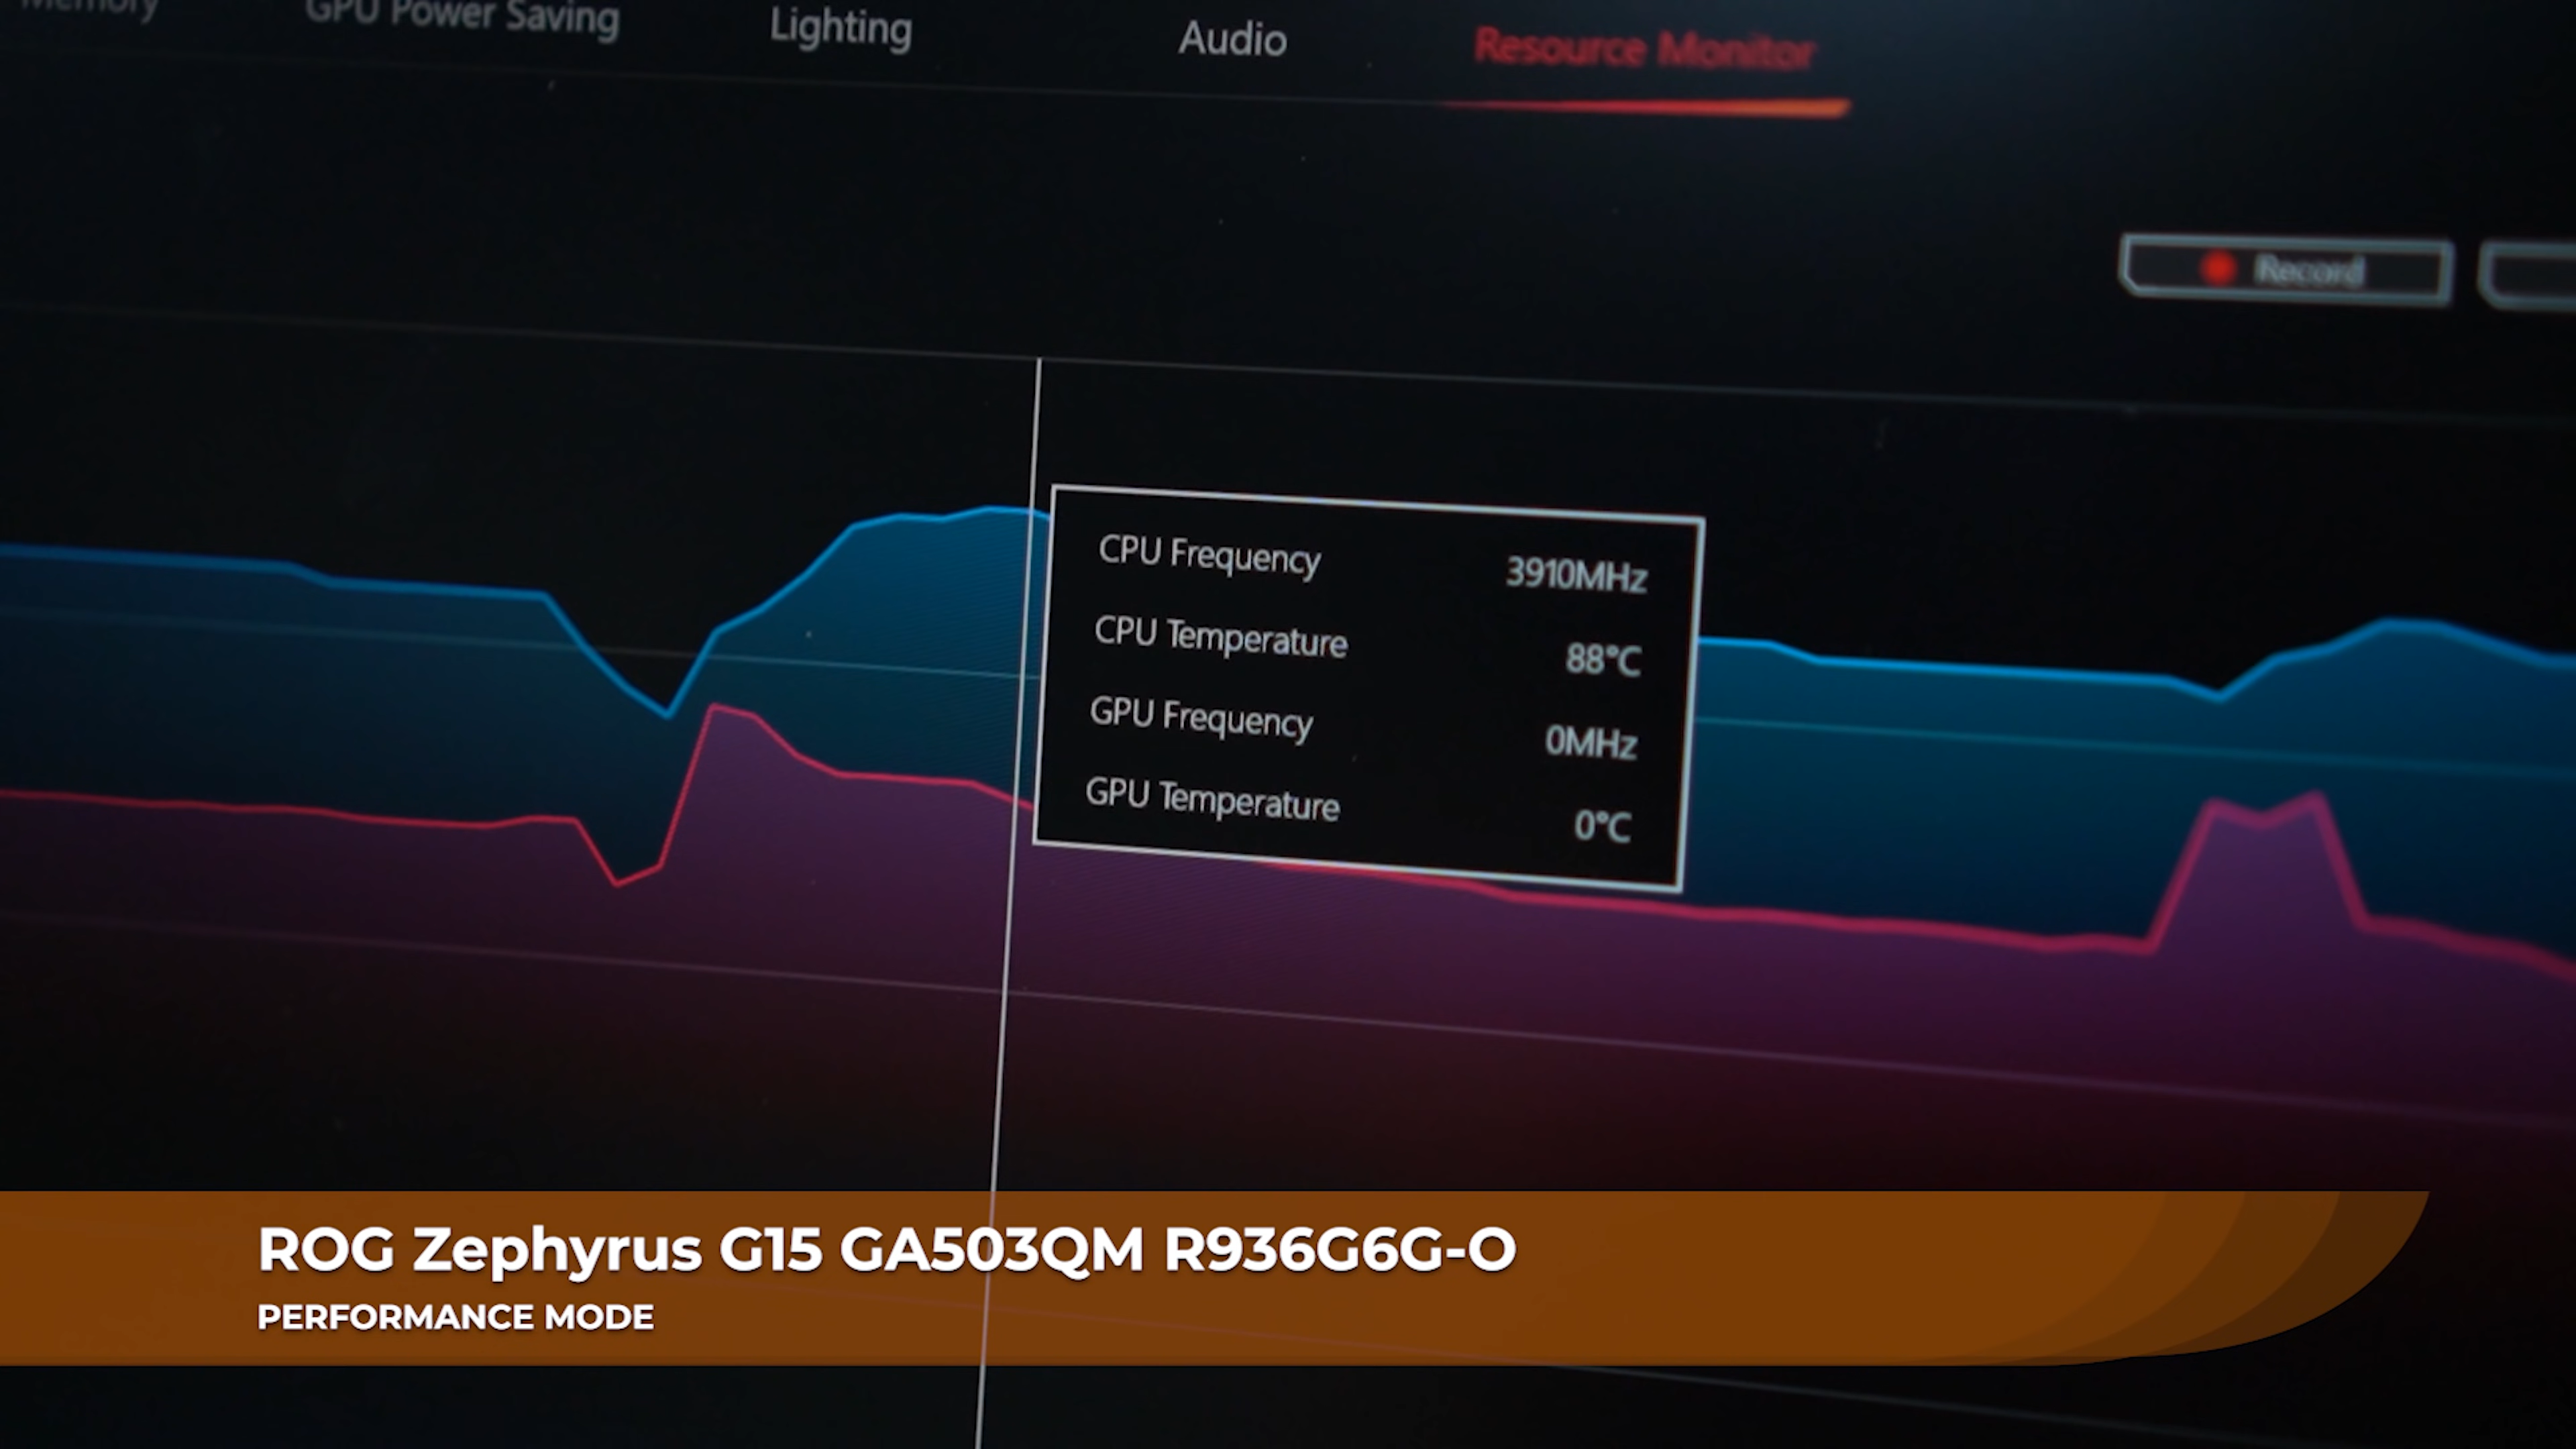 Memory GPU Power Saving Lighting Audio Resource Monitor
Record
CPU Frequency 3910MHz
CPU Temperature 88°C
GPU Frequency 0MHz
GPU Temperature 0°C
ROG Zephyrus G15 GA503QM R936G6G-O
PERFORMANCE MODE